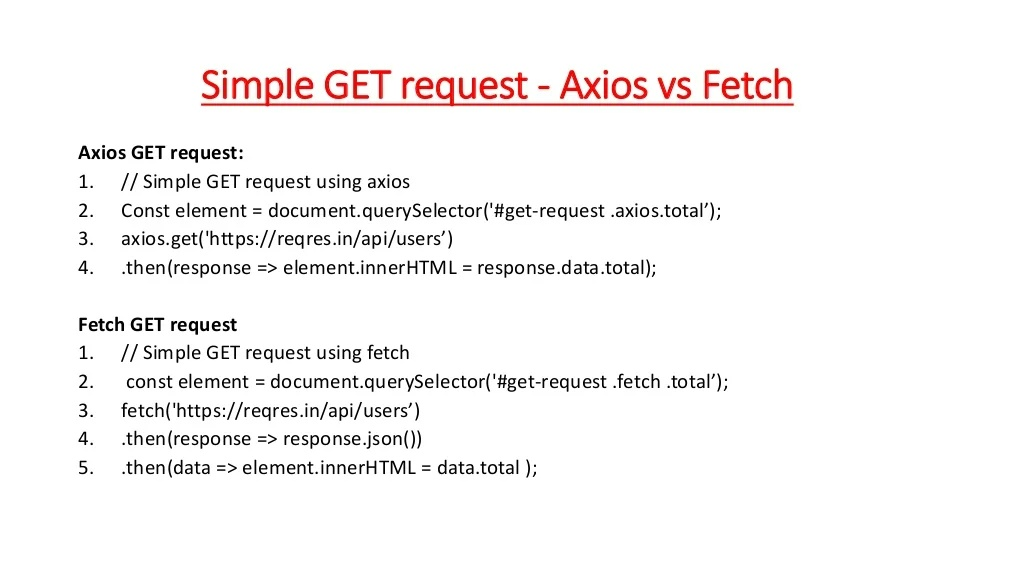 Simple GET request - Axios vs Fetch
Axios GET request:
1. // Simple GET request using axios
2. Const element = document.querySelector('#get-request .axios.total’);
3. axios.get('https://reqres.in/api/users’)
4. .then(response => element.innerHTML = response.data.total);
Fetch GET request
1. // Simple GET request using fetch
2. const element = document.querySelector('#get-request .fetch .total’);
3. fetch('https://reqres.in/api/users’)
4. .then(response => response.json())
5. .then(data => element.innerHTML = data.total );